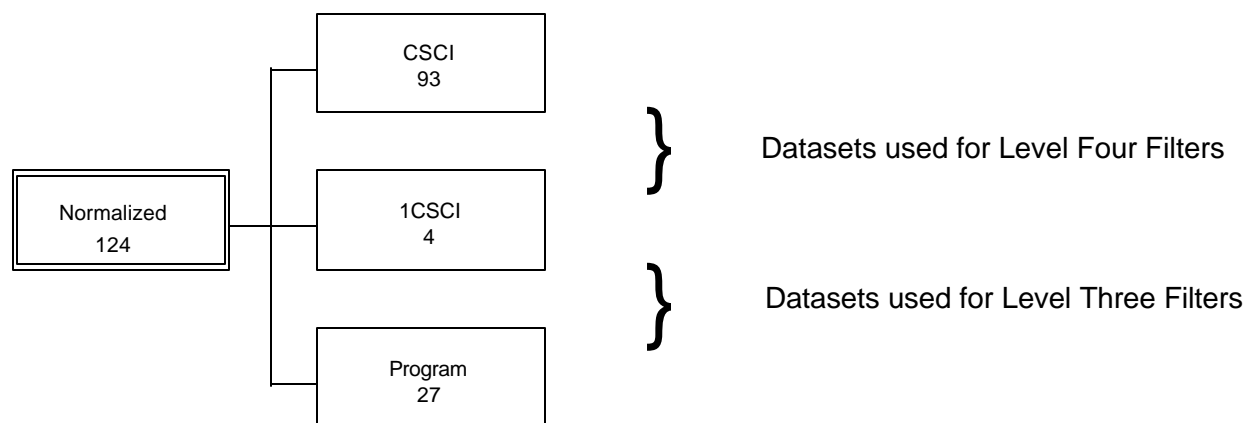 CSCI
93
}
Datasets used for Level Four Filters
Normalized
124
1CSCI
4
}
Datasets used for Level Three Filters
Program
27